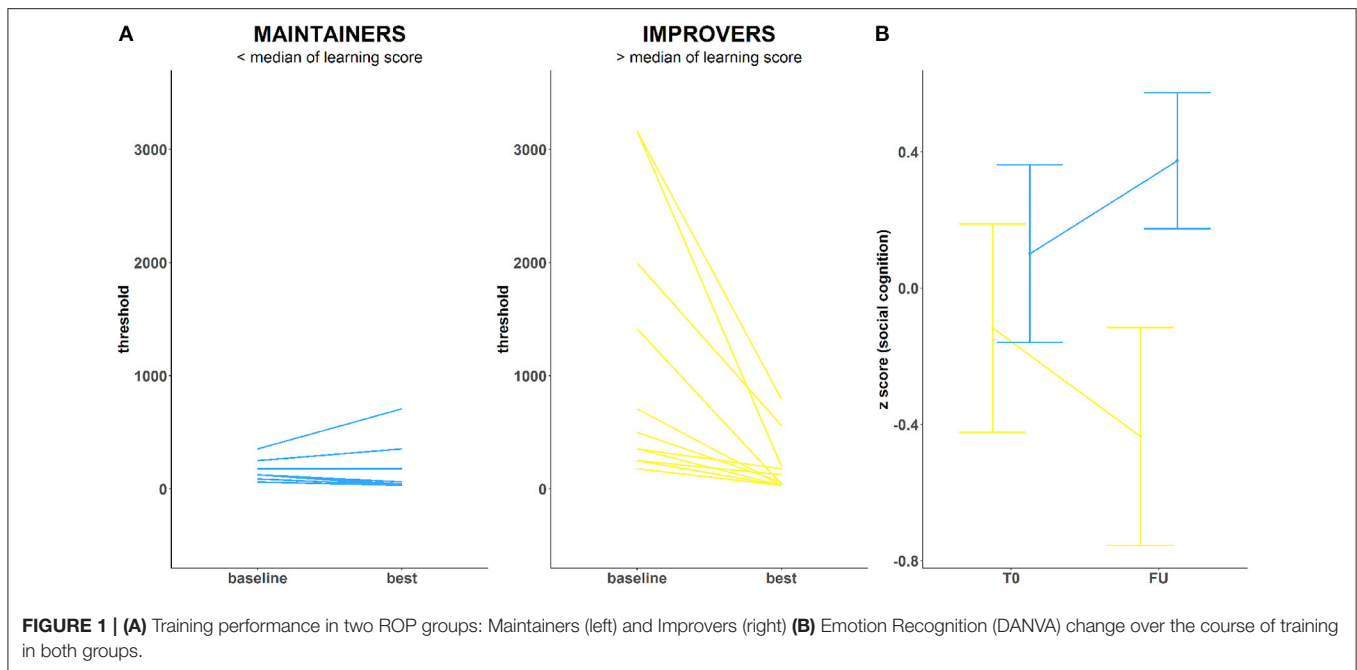 A
MAINTAINERS
< median of learning score
threshold
3000
2000
1000
0
baseline
best
IMPROVERS
> median of learning score
threshold
3000
2000
1000
0
baseline
best
B
z score (social cognition)
0.4
0.0
-0.4
-0.8
T0
FU
FIGURE 1 | (A) Training performance in two ROP groups: Maintainers (left) and Improvers (right) (B) Emotion Recognition (DANVA) change over the course of training
in both groups.